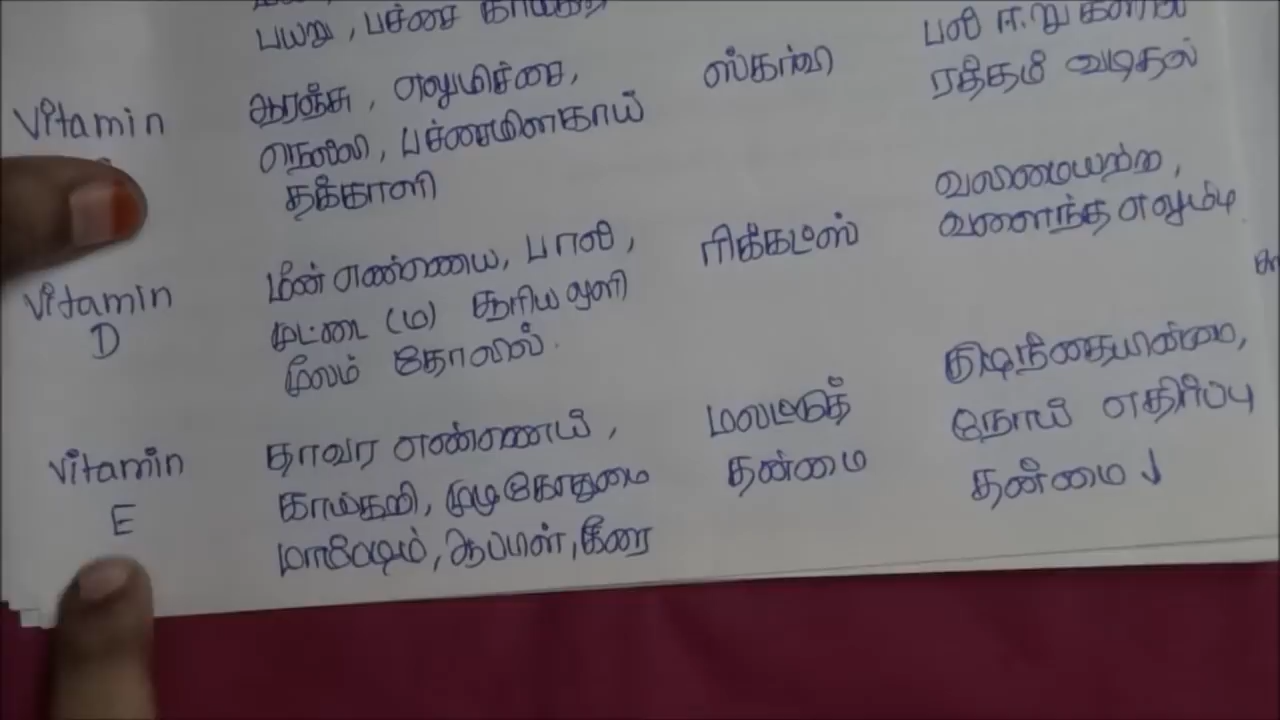 பயறு, பச்சை காய்கறி
Vitamin
ஆரஞ்சு, எலுமிச்சை,
நெல்லி, பச்சைமிளகாய்
தக்காளி
ஸ்கர்வி
பல் ஈறுகளில்
ரத்தம் வடிதல்
Vitamin
D
மீன் எண்ணெய், பால்,
முட்டை (ம) சூரிய ஒளி
மூலம் தோலில்.
ரிக்கட்ஸ்
வலிமையற்ற,
வளைந்த எலும்பு
Vitamin
E
தாவர எண்ணெய்,
காய்கறி, முழுகோதுமை
மாம்பழம், ஆப்பிள், கீரை
மலட்டுத்
தன்மை
நோய் எதிர்ப்பு
தன்மை ↓